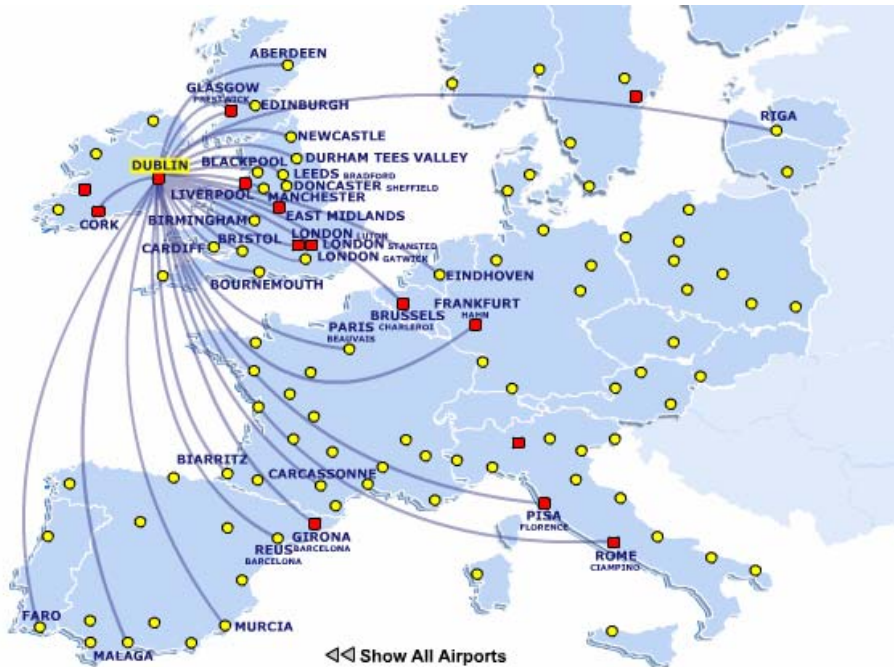 ABERDEEN
GLASGOW
PRESTWICK
EDINBURGH
RIGA
NEWCASTLE
DUBLIN
BLACKPOOL
DURHAM TEES VALLEY
LEEDS BRADFORD
LIVERPOOL
DONCASTER SHEFFIELD
MANCHESTER
CORK
BIRMINGHAM
EAST MIDLANDS
CARDIFF
BRISTOL
LONDON LUTON
LONDON STANSTED
LONDON GATWICK
BOURNEMOUTH
EINDHOVEN
BRUSSELS
CHARLEROI
FRANKFURT
HAHN
PARIS
BEAUVAIS
BIARRITZ
CARCASSONNE
PISA
FLORENCE
GIRONA
BARCELONA
REUS
BARCELONA
ROME
CIAMPINO
FARO
MURCIA
MALAGA
Show All Airports